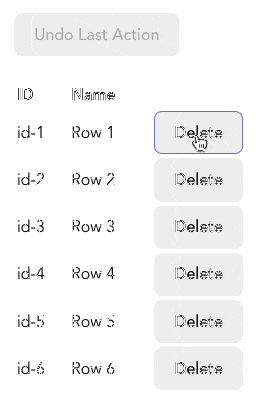 Undo Last Action
ID Name
id-1 Row 1 Delete
id-2 Row 2 Delete
id-3 Row 3 Delete
id-4 Row 4 Delete
id-5 Row 5 Delete
id-6 Row 6 Delete